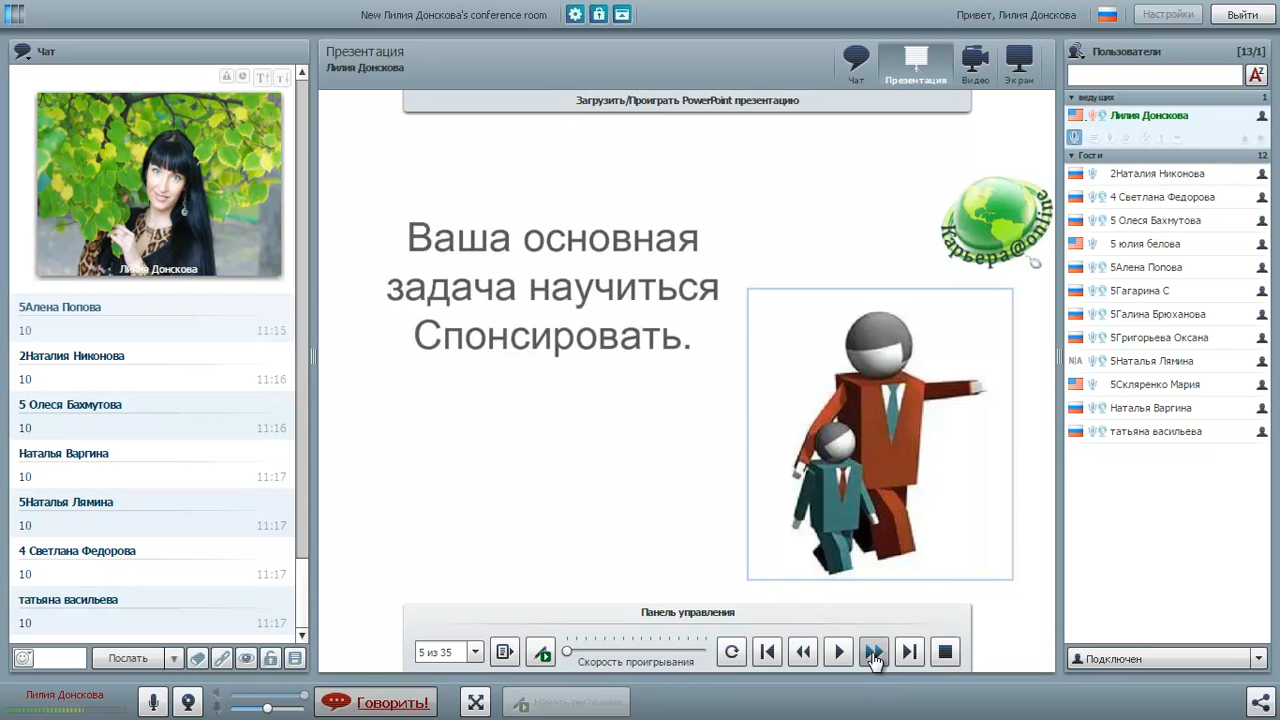 New Лилия Донскова's conference room
Привет, Лилия Донскова
Настройки
Выйти
Чат
Лилия Донскова
5Алена Попова
10 11:15
2Наталия Никонова
10 11:16
5 Олеся Бахмутова
10 11:16
Наталья Варгина
10 11:17
5Наталья Лямина
10 11:17
4 Светлана Федорова
10 11:17
татьяна васильева
10 11:17
Послать
Презентация
Лилия Донскова
Чат
Презентация
Видео
Экран
Загрузить/Проиграть PowerPoint презентацию
Ваша основная
задача научиться
Спонсировать.
Карьера@online
Панель управления
5 из 35
Скорость проигрывания
Пользователи [13/1]
ведущих 1
Лилия Донскова
Гости 12
2Наталия Никонова
4 Светлана Федорова
5 Олеся Бахмутова
5 юлия белова
5Алена Попова
5Гагарина С
5Галина Брюханова
5Григорьева Оксана
N/A 5Наталья Лямина
5Скляренко Мария
Наталья Варгина
татьяна васильева
Подключен
Лилия Донскова
Говорить!